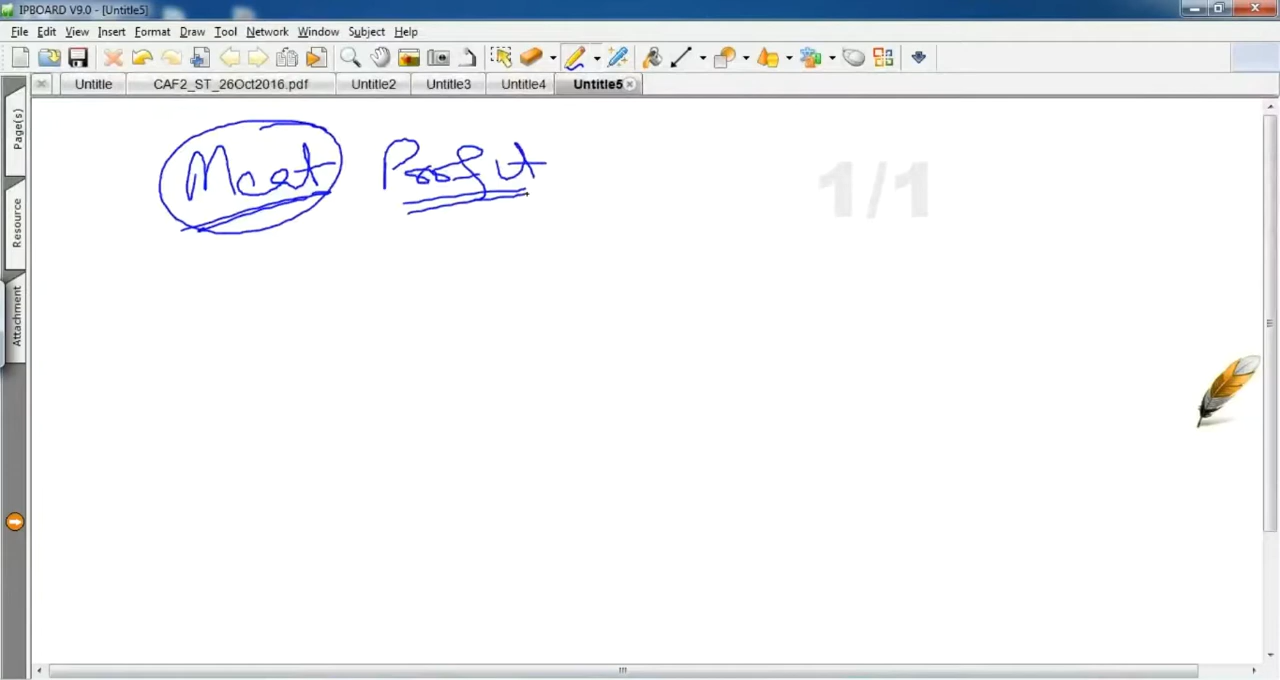 IPBOARD V9.0 - [Untitle5]
File Edit View Insert Format Draw Tool Network Window Subject Help
Untitle CAF2_ST_26Oct2016.pdf Untitle2 Untitle3 Untitle4 Untitle5
Page(s)
Resource
Attachment
Profit
1/1